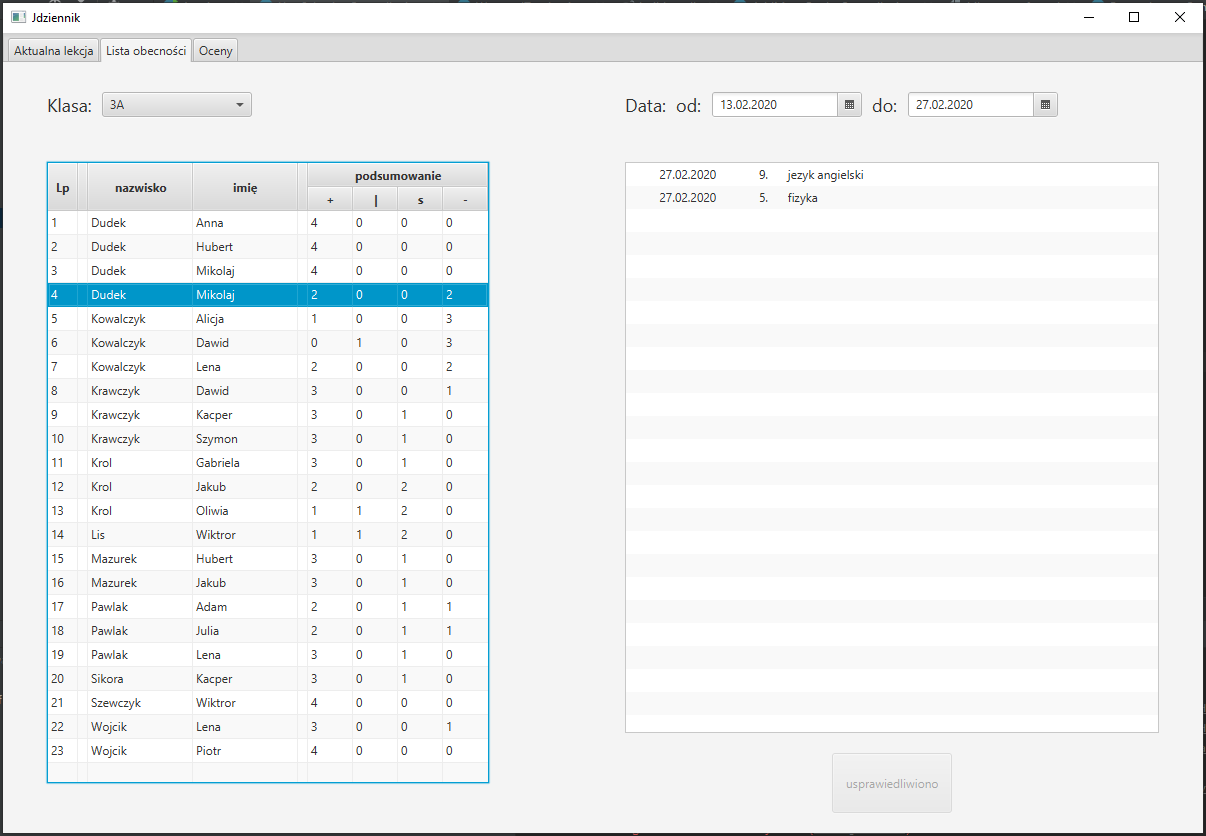 Jdziennik
Aktualna lekcja Lista obecności Oceny
Klasa: 3A Data: od: 13.02.2020 do: 27.02.2020
podsumowanie
Lp nazwisko imię + | s -
1 Dudek Anna 4 0 0 0
2 Dudek Hubert 4 0 0 0
3 Dudek Mikolaj 4 0 0 0
4 Dudek Mikolaj 2 0 0 2
5 Kowalczyk Alicja 1 0 0 3
6 Kowalczyk Dawid 0 1 0 3
7 Kowalczyk Lena 2 0 0 2
8 Krawczyk Dawid 3 0 0 1
9 Krawczyk Kacper 3 0 1 0
10 Krawczyk Szymon 3 0 1 0
11 Krol Gabriela 3 0 1 0
12 Krol Jakub 2 0 2 0
13 Krol Oliwia 1 1 2 0
14 Lis Wiktror 1 1 2 0
15 Mazurek Hubert 3 0 1 0
16 Mazurek Jakub 3 0 1 0
17 Pawlak Adam 2 0 1 1
18 Pawlak Julia 2 0 1 1
19 Pawlak Lena 3 0 1 0
20 Sikora Kacper 3 0 1 0
21 Szewczyk Wiktror 4 0 0 0
22 Wojcik Lena 3 0 0 1
23 Wojcik Piotr 4 0 0 0
27.02.2020 9. jezyk angielski
27.02.2020 5. fizyka
usprawiedliwiono